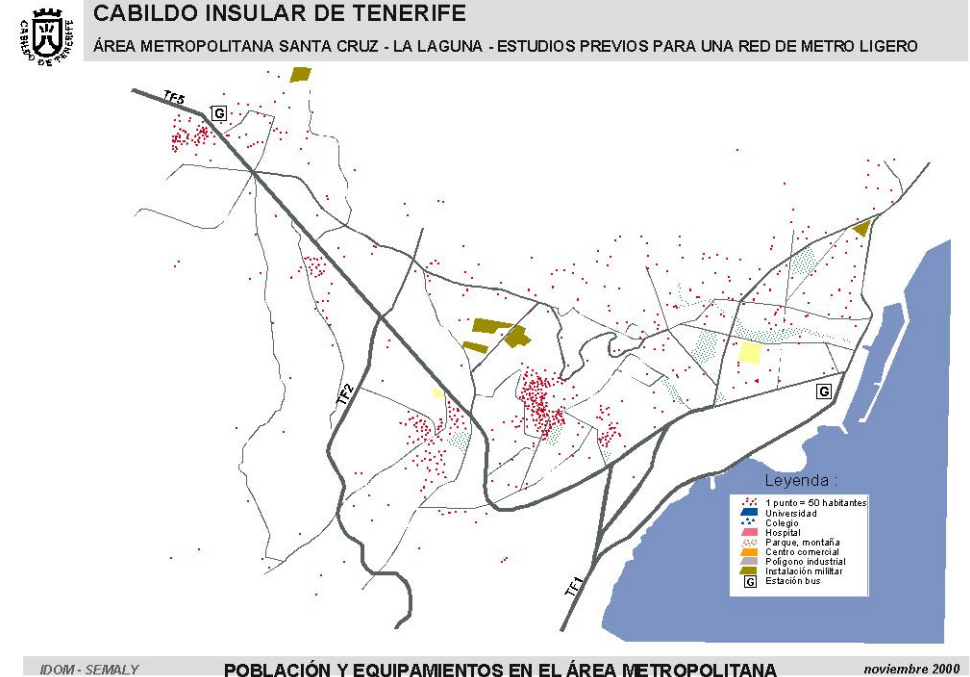 CABILDO INSULAR DE TENERIFE
CABILDO DE TENERIFE
ÁREA METROPOLITANA SANTA CRUZ - LA LAGUNA - ESTUDIOS PREVIOS PARA UNA RED DE METRO LIGERO
TF5
G
TF2
G
TF1
Leyenda :
1 punto = 50 habitantes
Universidad
Colegio
Hospital
Parque, montaña
Centro comercial
Polígono industrial
Instalación militar
G Estación bus
IDOM - SEMALY
POBLACIÓN Y EQUIPAMIENTOS EN EL ÁREA METROPOLITANA
noviembre 2000